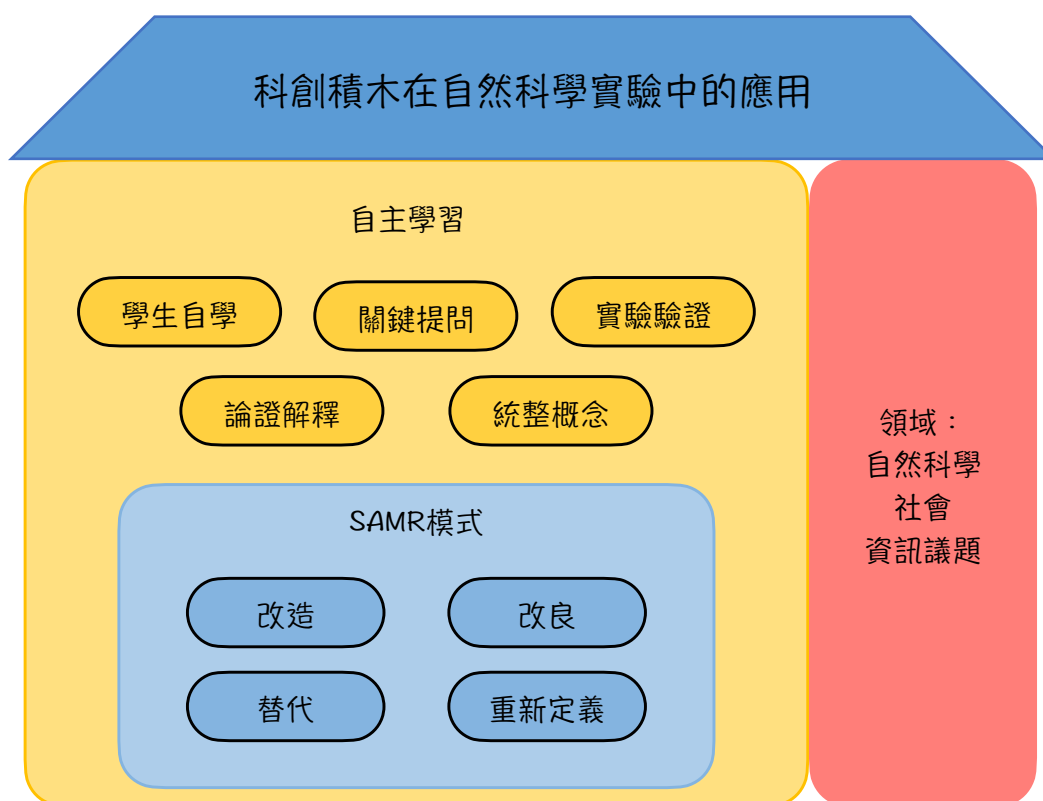 科創積木在自然科學實驗中的應用
自主學習
學生自學
關鍵提問
實驗驗證
論證解釋
統整概念
SAMR模式
改造
改良
替代
重新定義
領域：
自然科學
社會
資訊議題